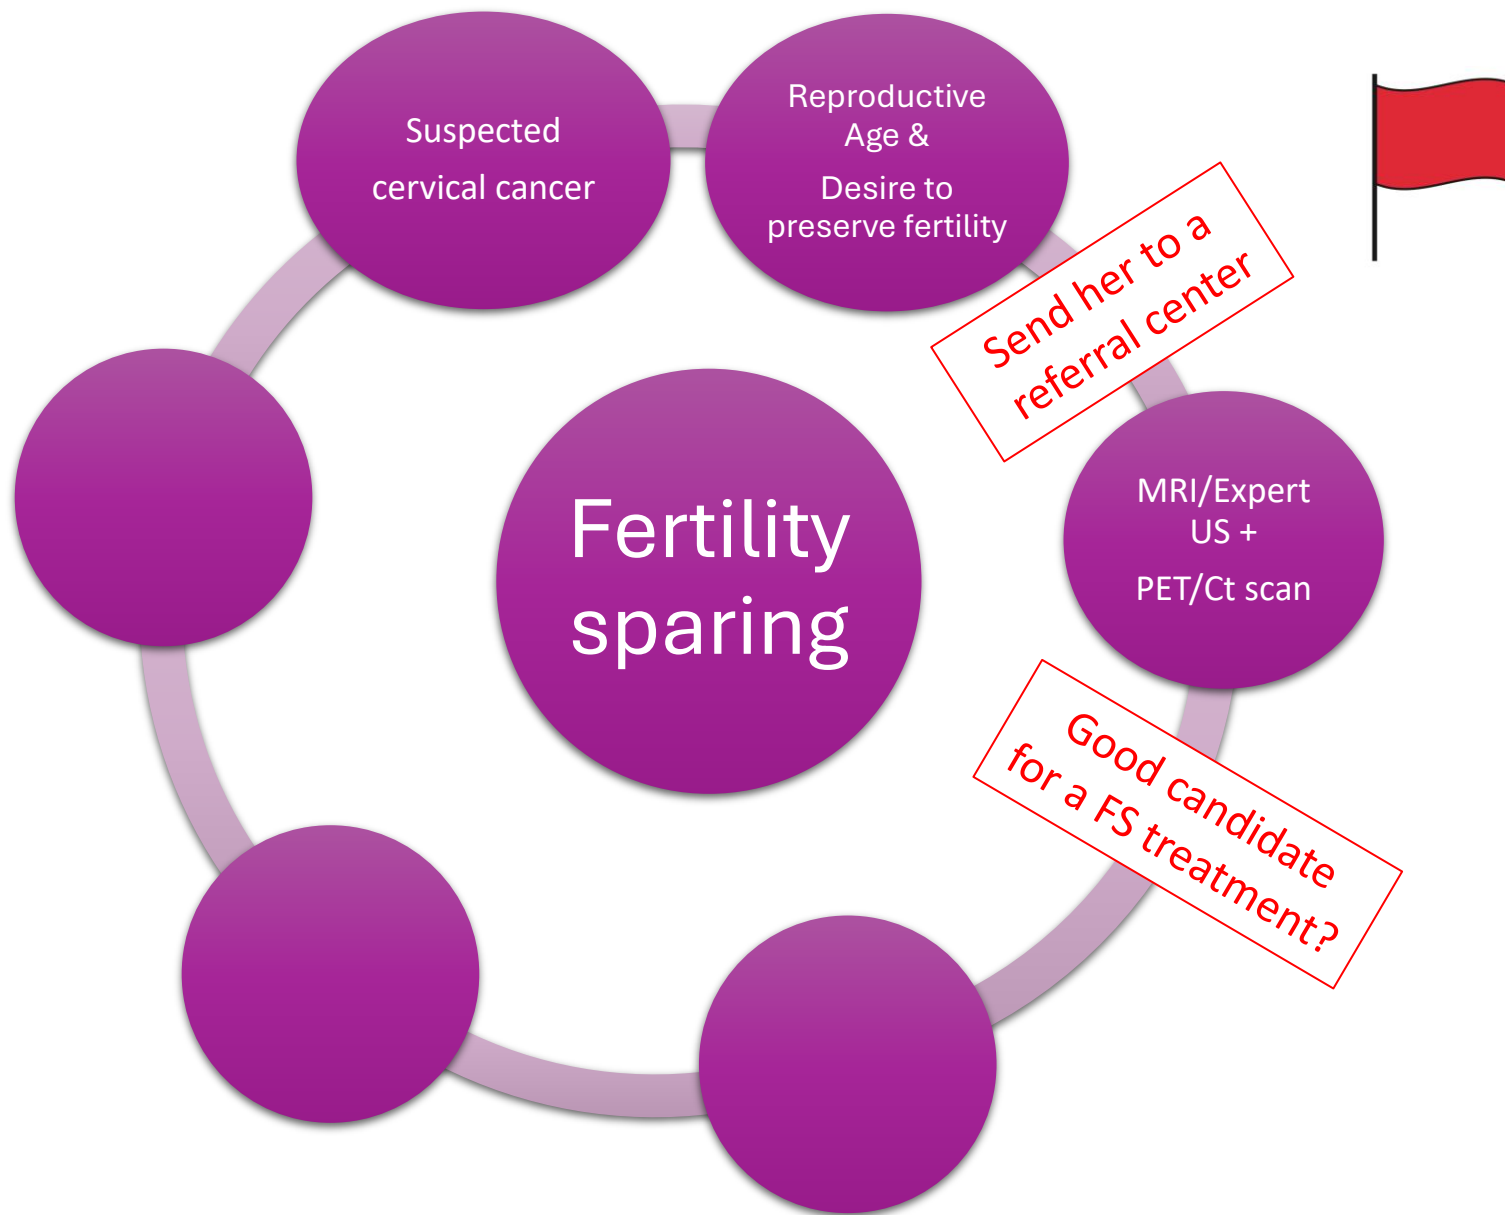 Suspected
cervical cancer
Reproductive
Age &
Desire to
preserve fertility
Send her to a
referral center
MRI/Expert
US +
PET/Ct scan
Fertility
sparing
Good candidate
for a FS treatment?